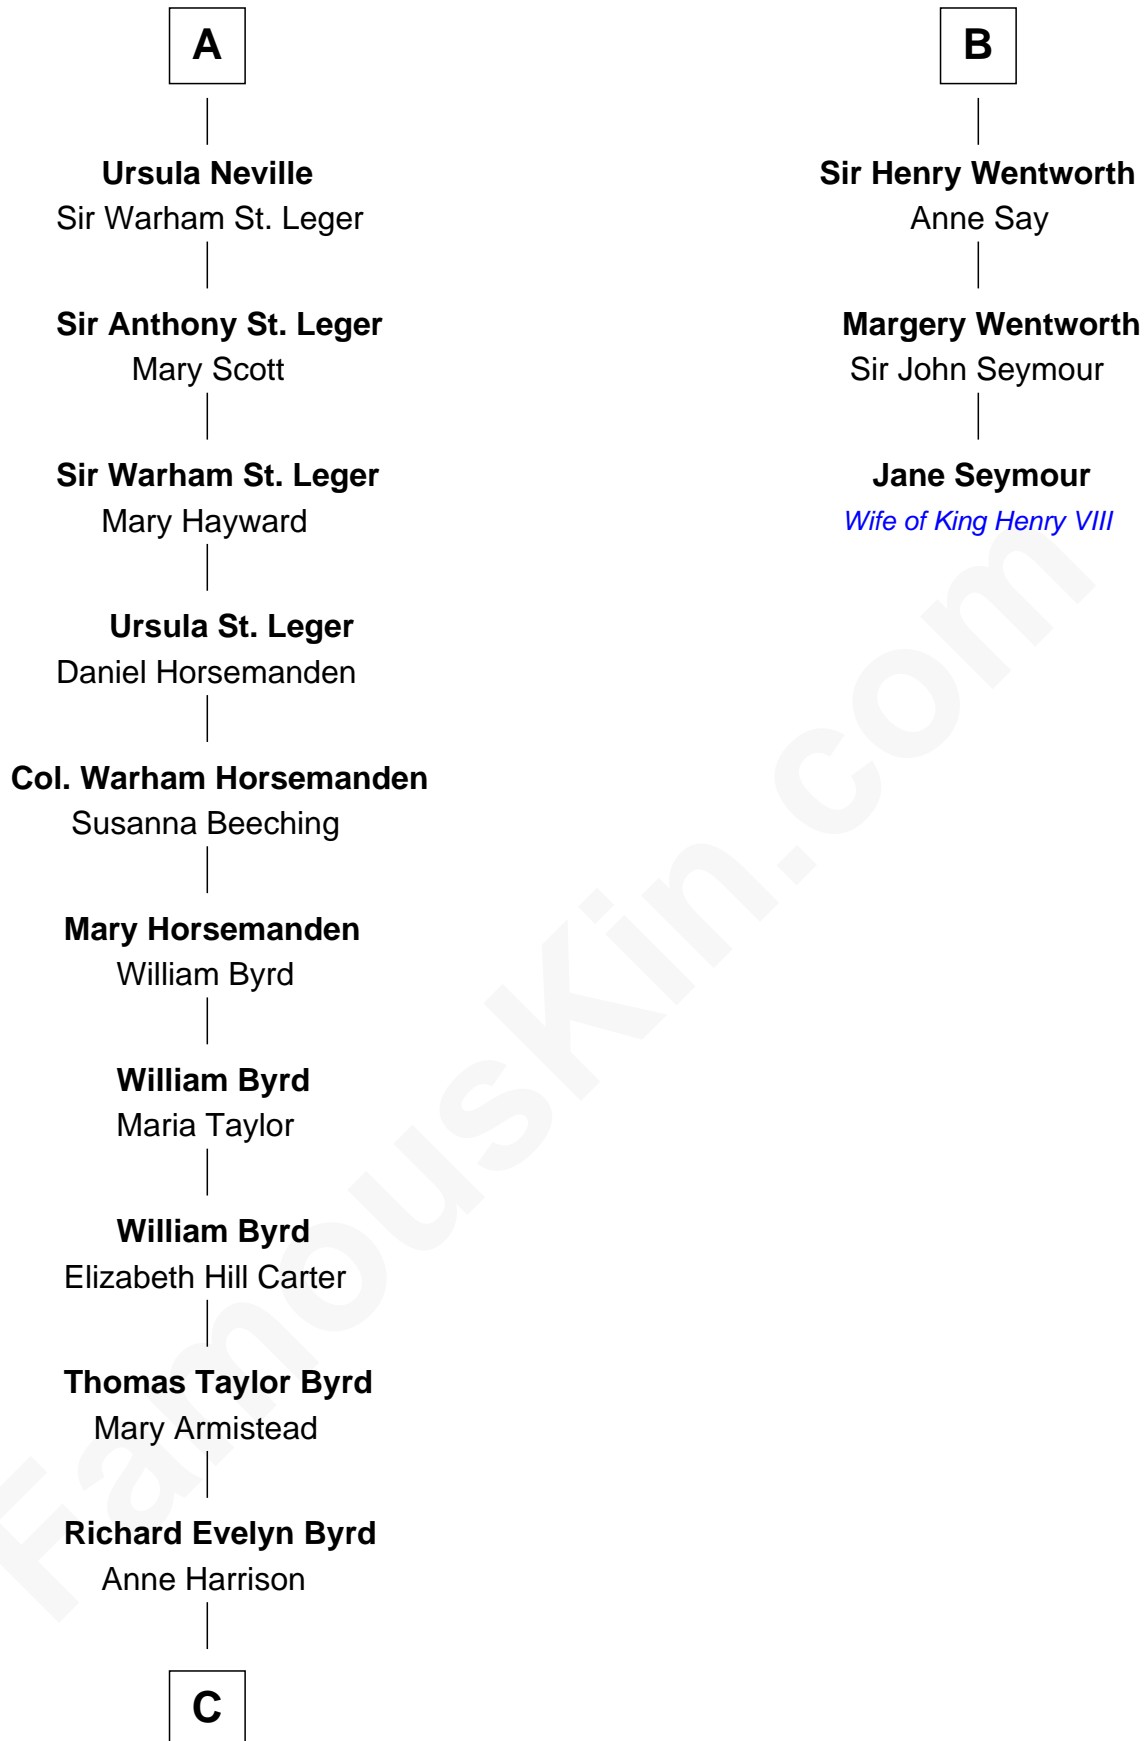 A
Ursula Neville
Sir Warham St. Leger
Sir Anthony St. Leger
Mary Scott
Sir Warham St. Leger
Mary Hayward
Ursula St. Leger
Daniel Horsemanden
Col. Warham Horsemanden
Susanna Beeching
Mary Horsemanden
William Byrd
William Byrd
Maria Taylor
William Byrd
Elizabeth Hill Carter
Thomas Taylor Byrd
Mary Armistead
Richard Evelyn Byrd
Anne Harrison
C
B
Sir Henry Wentworth
Anne Say
Margery Wentworth
Sir John Seymour
Jane Seymour
Wife of King Henry VIII
FamousKin.com